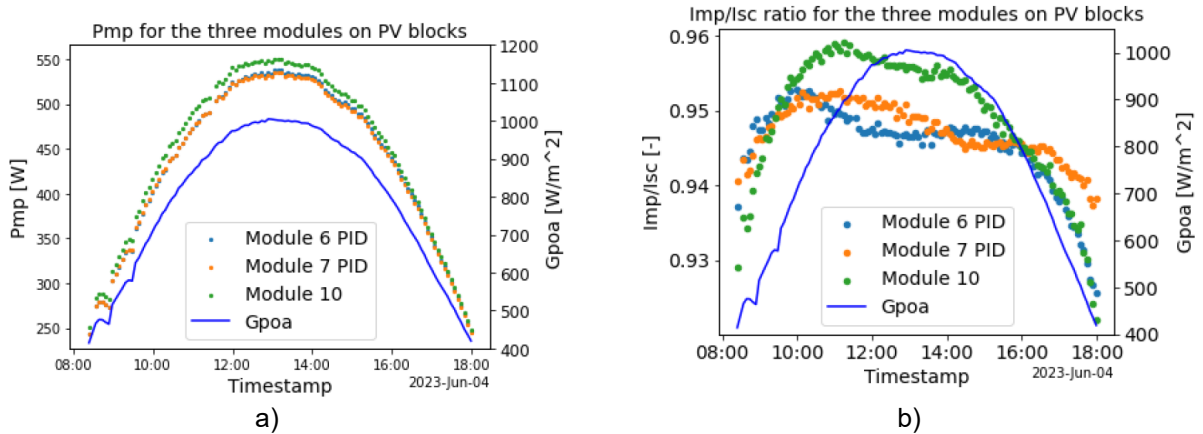 Pmp for the three modules on PV blocks
Pmp [W]
550
500
450
400
350
300
250
1200
1100
1000
900
800
700
600
500
400
Gpoa [W/m^2]
Module 6 PID
Module 7 PID
Module 10
Gpoa
08:00 10:00 12:00 14:00 16:00 18:00
Timestamp
2023-Jun-04
a)
Imp/Isc ratio for the three modules on PV blocks
Imp/Isc [-]
0.96
0.95
0.94
0.93
1000
900
800
700
600
500
400
Gpoa [W/m^2]
Module 6 PID
Module 7 PID
Module 10
Gpoa
08:00 10:00 12:00 14:00 16:00 18:00
Timestamp
2023-Jun-04
b)